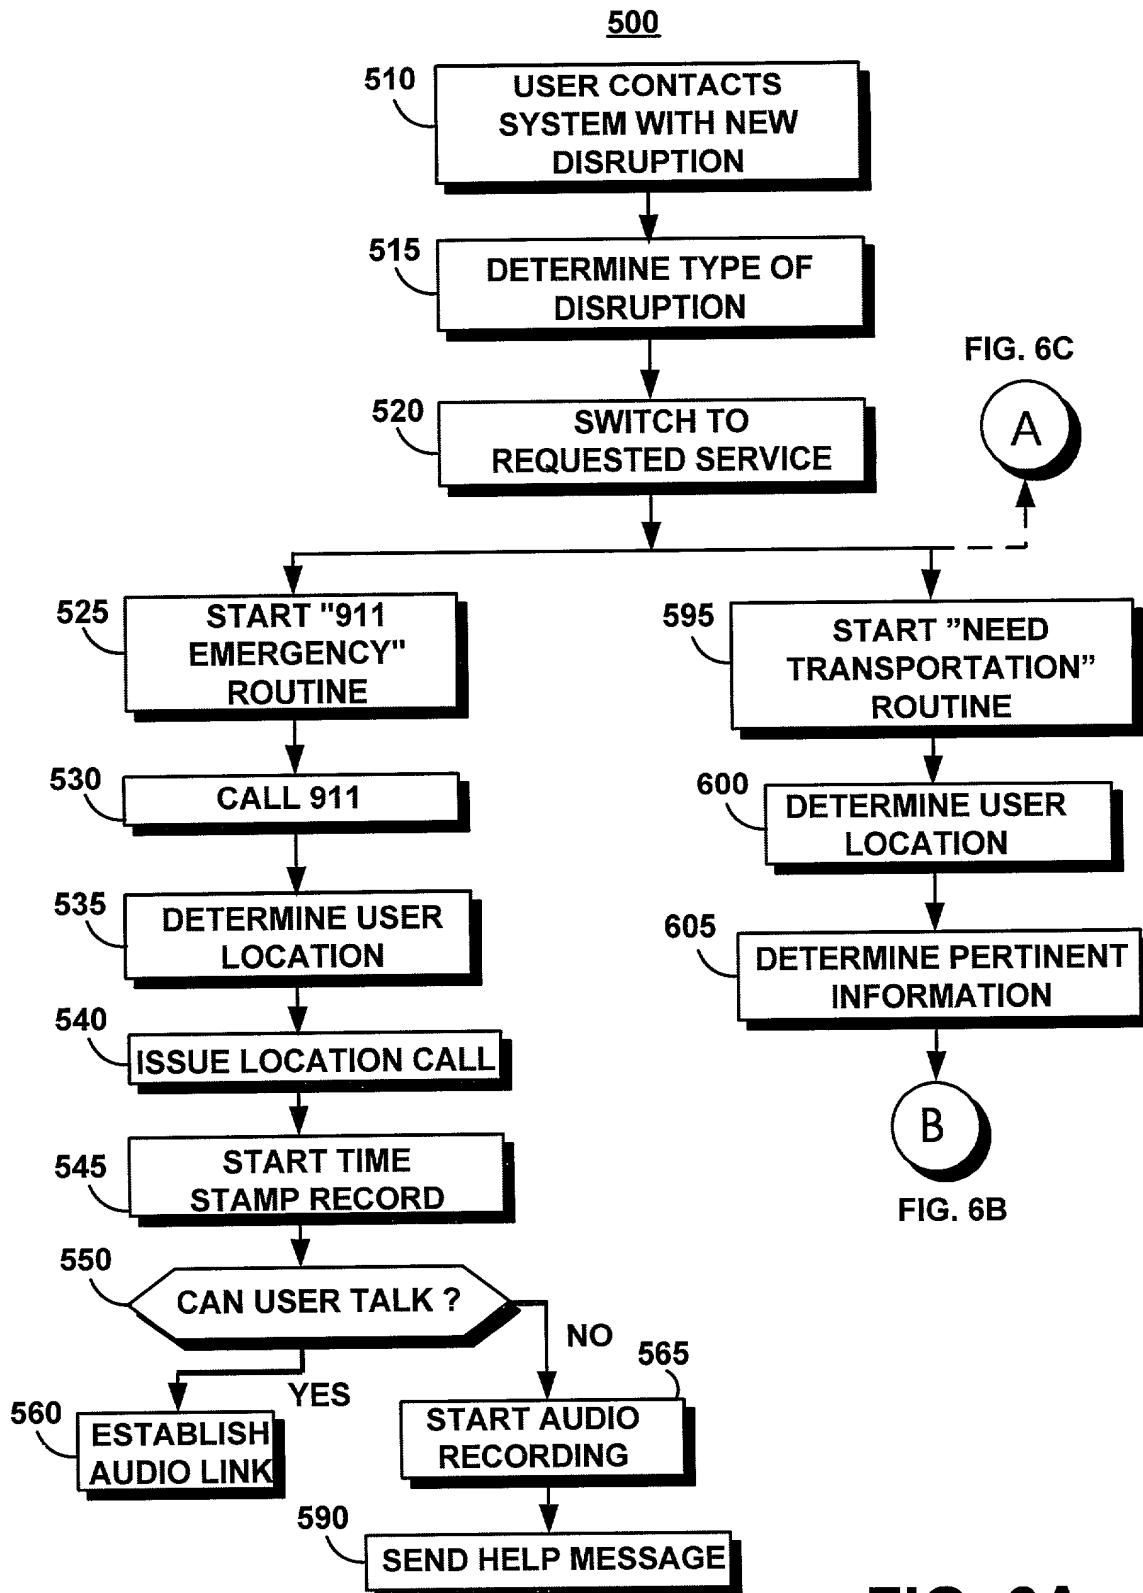 500
510
USER CONTACTS
SYSTEM WITH NEW
DISRUPTION
515
DETERMINE TYPE OF
DISRUPTION
FIG. 6C
A
520
SWITCH TO
REQUESTED SERVICE
525
START "911
EMERGENCY"
ROUTINE
595
START ”NEED
TRANSPORTATION”
ROUTINE
530
CALL 911
600
DETERMINE USER
LOCATION
535
DETERMINE USER
LOCATION
605
DETERMINE PERTINENT
INFORMATION
540
ISSUE LOCATION CALL
B
FIG. 6B
545
START TIME
STAMP RECORD
550
CAN USER TALK ?
NO
YES
560
ESTABLISH
AUDIO LINK
565
START AUDIO
RECORDING
590
SEND HELP MESSAGE